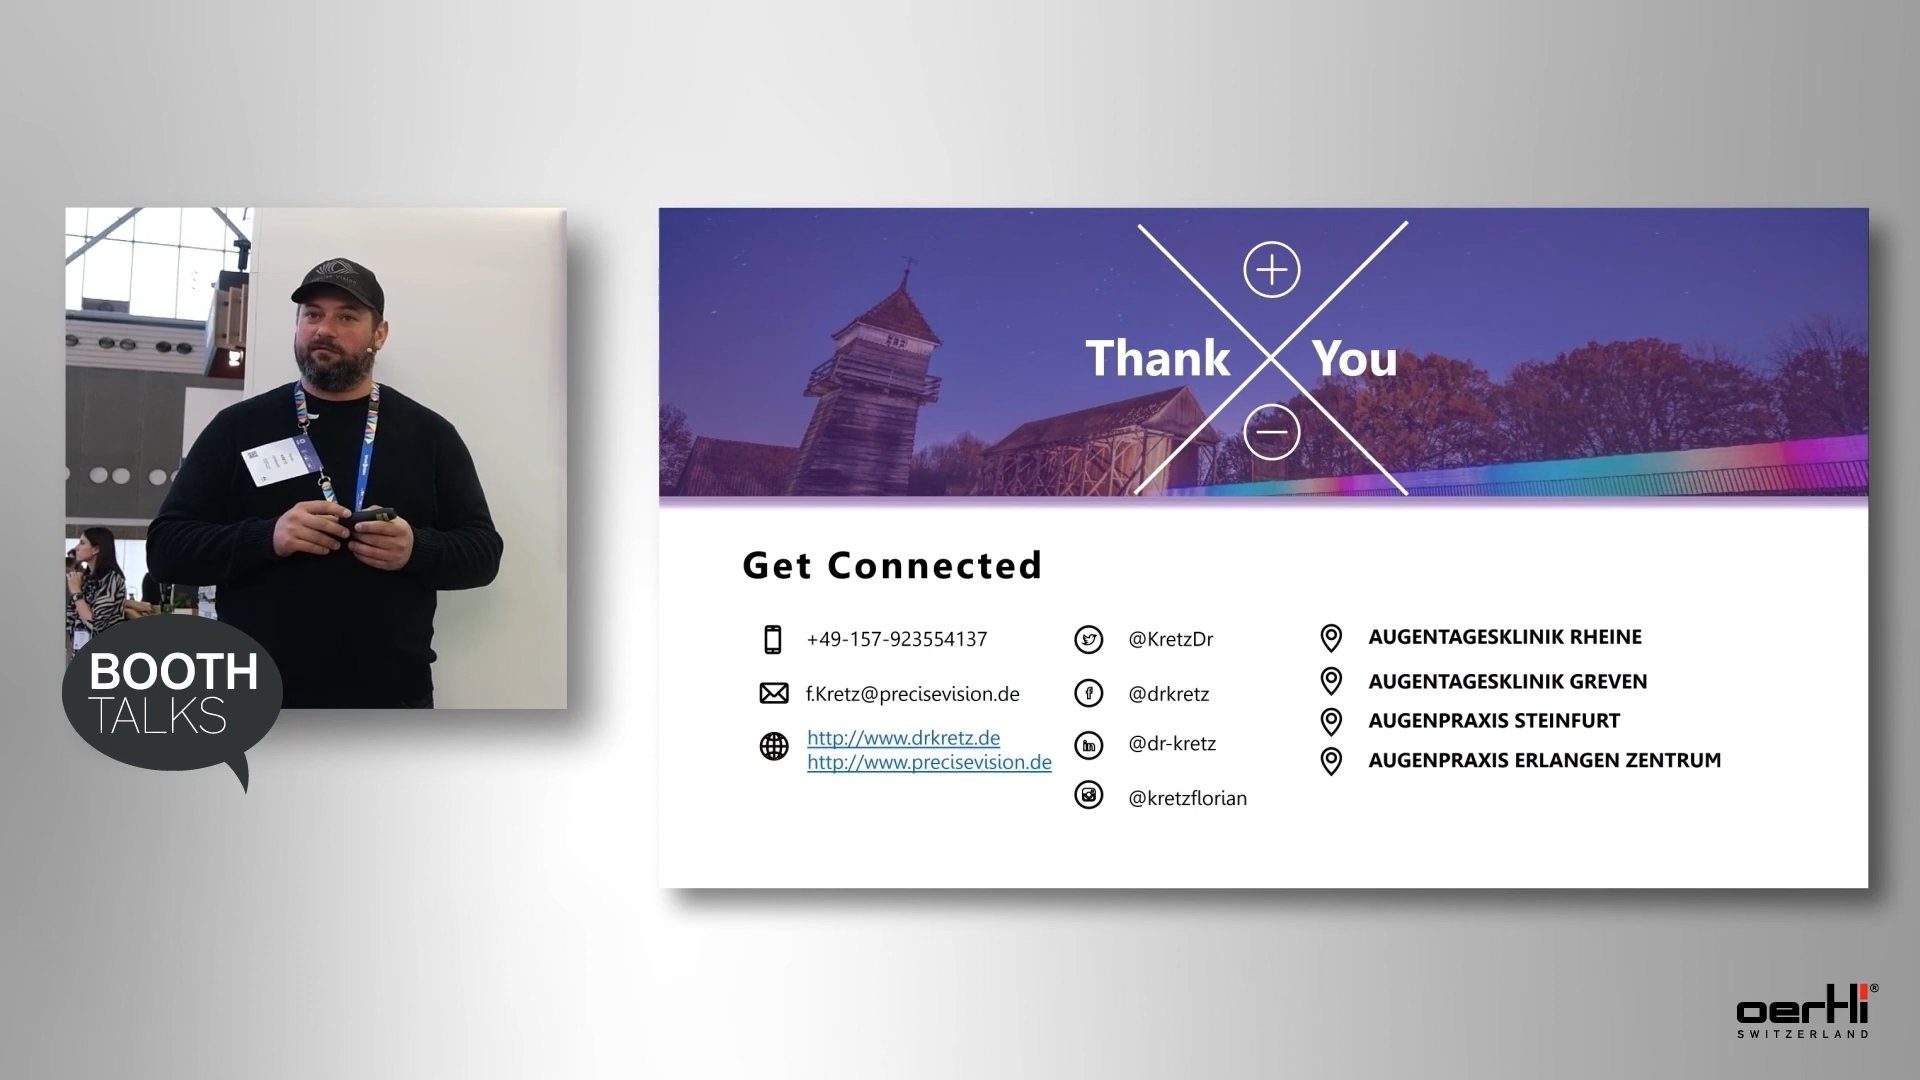 BOOTH
TALKS
Thank You
Get Connected
+49-157-923554137
f.Kretz@precisevision.de
http://www.drkretz.de
http://www.precisevision.de
@KretzDr
@drkretz
@dr-kretz
@kretzflorian
AUGENTAGESKLINIK RHEINE
AUGENTAGESKLINIK GREVEN
AUGENPRAXIS STEINFURT
AUGENPRAXIS ERLANGEN ZENTRUM
oerHli®
SWITZERLAND